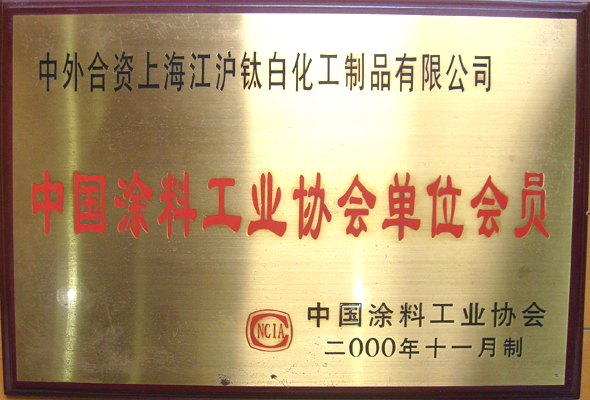 中外合资上海江沪钛白化工制品有限公司
中国涂料工业协会单位会员
NCIA
中国涂料工业协会
二000年十一月制